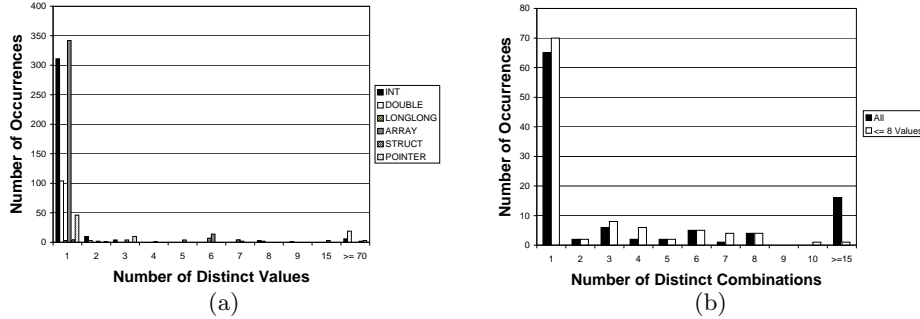 400
350
300
250
200
150
100
50
0
Number of Occurrences
1 2 3 4 5 6 7 8 9 15 >= 70
Number of Distinct Values
INT
DOUBLE
LONGLONG
ARRAY
STRUCT
POINTER
(a)
80
70
60
50
40
30
20
10
0
Number of Occurrences
1 2 3 4 5 6 7 8 9 10 >=15
Number of Distinct Combinations
All
<= 8 Values
(b)